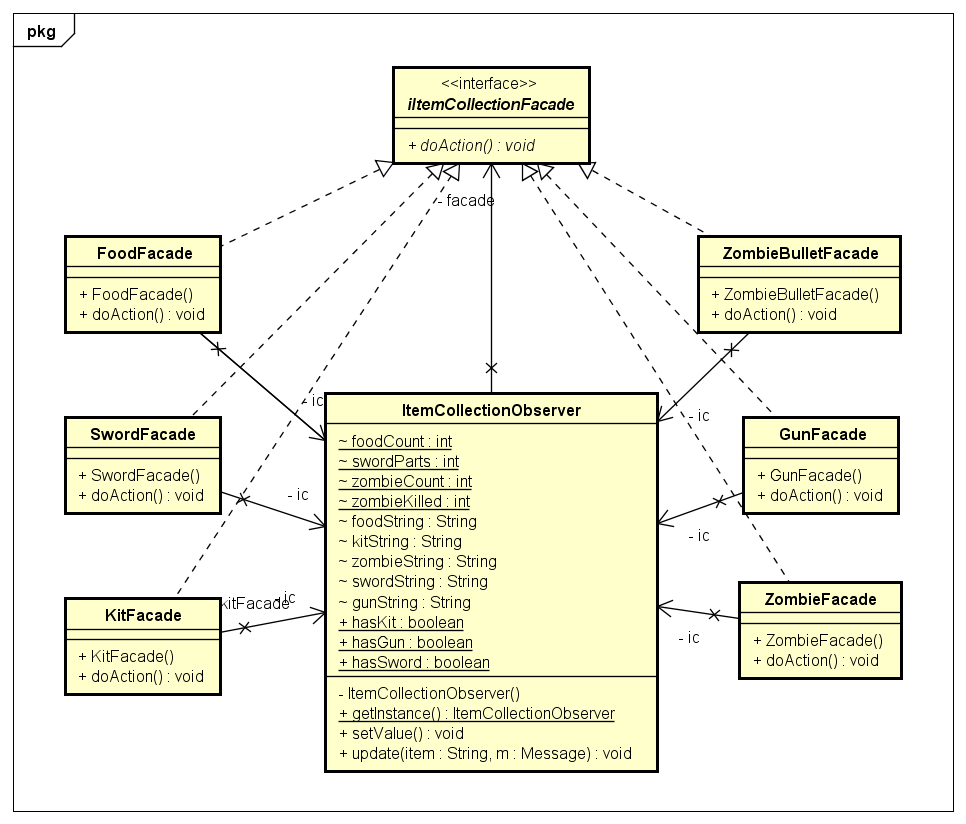 pkg
<<interface>>
iItemCollectionFacade
+ doAction() : void
- facade
FoodFacade
+ FoodFacade()
+ doAction() : void
ZombieBulletFacade
+ ZombieBulletFacade()
+ doAction() : void
- ic
- ic
SwordFacade
+ SwordFacade()
+ doAction() : void
- ic
ItemCollectionObserver
~ foodCount : int
~ swordParts : int
~ zombieCount : int
~ zombieKilled : int
~ foodString : String
~ kitString : String
~ zombieString : String
~ swordString : String
~ gunString : String
+ hasKit : boolean
+ hasGun : boolean
+ hasSword : boolean
- ItemCollectionObserver()
+ getInstance() : ItemCollectionObserver
+ setValue() : void
+ update(item : String, m : Message) : void
GunFacade
+ GunFacade()
+ doAction() : void
- ic
KitFacade
+ KitFacade()
+ doAction() : void
kitFacade
- ic
ZombieFacade
+ ZombieFacade()
+ doAction() : void
- ic